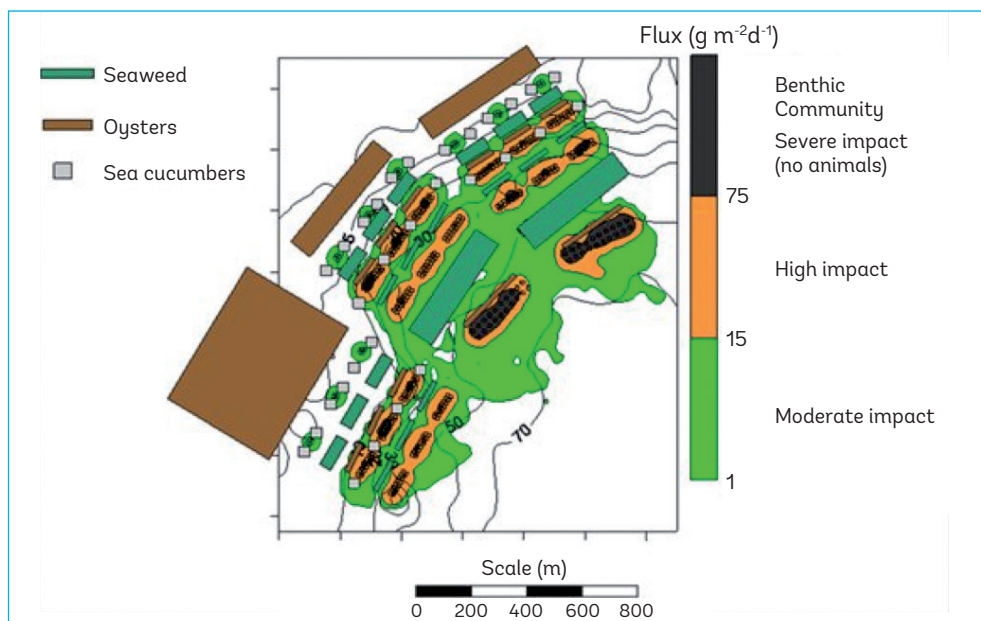 Flux (g m⁻²d⁻¹)
Seaweed
Oysters
Sea cucumbers
Benthic
Community
Severe impact
(no animals)
75
High impact
15
Moderate impact
1
30
50
70
Scale (m)
0 200 400 600 800